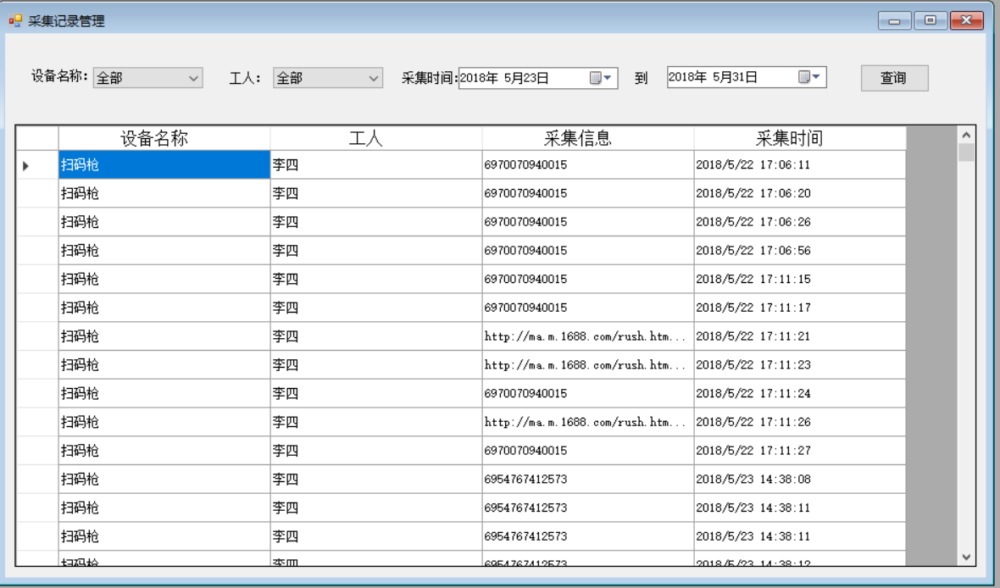 采集记录管理
设备名称: 全部 工人: 全部 采集时间: 2018年 5月23日 到 2018年 5月31日 查询
设备名称 工人 采集信息 采集时间
扫码枪 李四 6970070940015 2018/5/22 17:06:11
扫码枪 李四 6970070940015 2018/5/22 17:06:20
扫码枪 李四 6970070940015 2018/5/22 17:06:26
扫码枪 李四 6970070940015 2018/5/22 17:06:56
扫码枪 李四 6970070940015 2018/5/22 17:11:15
扫码枪 李四 6970070940015 2018/5/22 17:11:17
扫码枪 李四 http://ma.m.1688.com/rush.htm... 2018/5/22 17:11:21
扫码枪 李四 http://ma.m.1688.com/rush.htm... 2018/5/22 17:11:23
扫码枪 李四 6970070940015 2018/5/22 17:11:24
扫码枪 李四 http://ma.m.1688.com/rush.htm... 2018/5/22 17:11:26
扫码枪 李四 6970070940015 2018/5/22 17:11:27
扫码枪 李四 6954767412573 2018/5/23 14:38:08
扫码枪 李四 6954767412573 2018/5/23 14:38:11
扫码枪 李四 6954767412573 2018/5/23 14:38:11
扫码枪 李四 6954767412573 2018/5/23 14:38:12